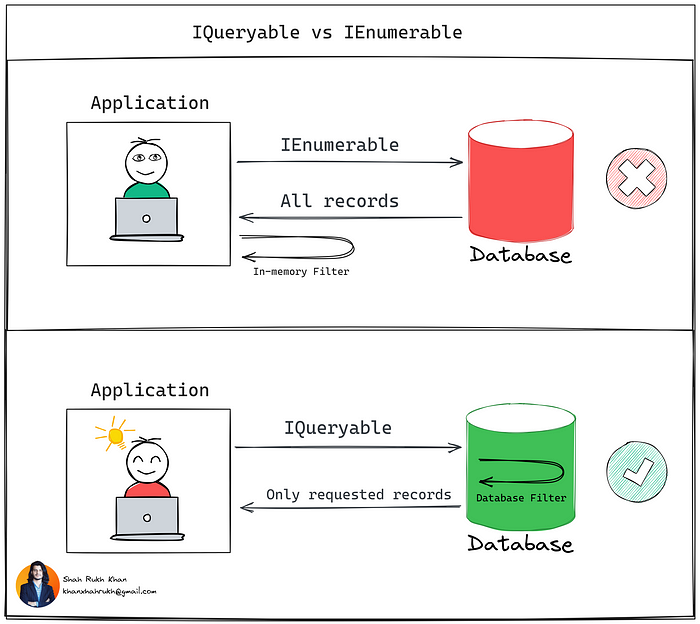 IQueryable vs IEnumerable
Application
IEnumerable
All records
In-memory Filter
Database
Application
IQueryable
Only requested records
Database Filter
Database
Shah Rukh Khan
khanxhahrukh@gmail.com